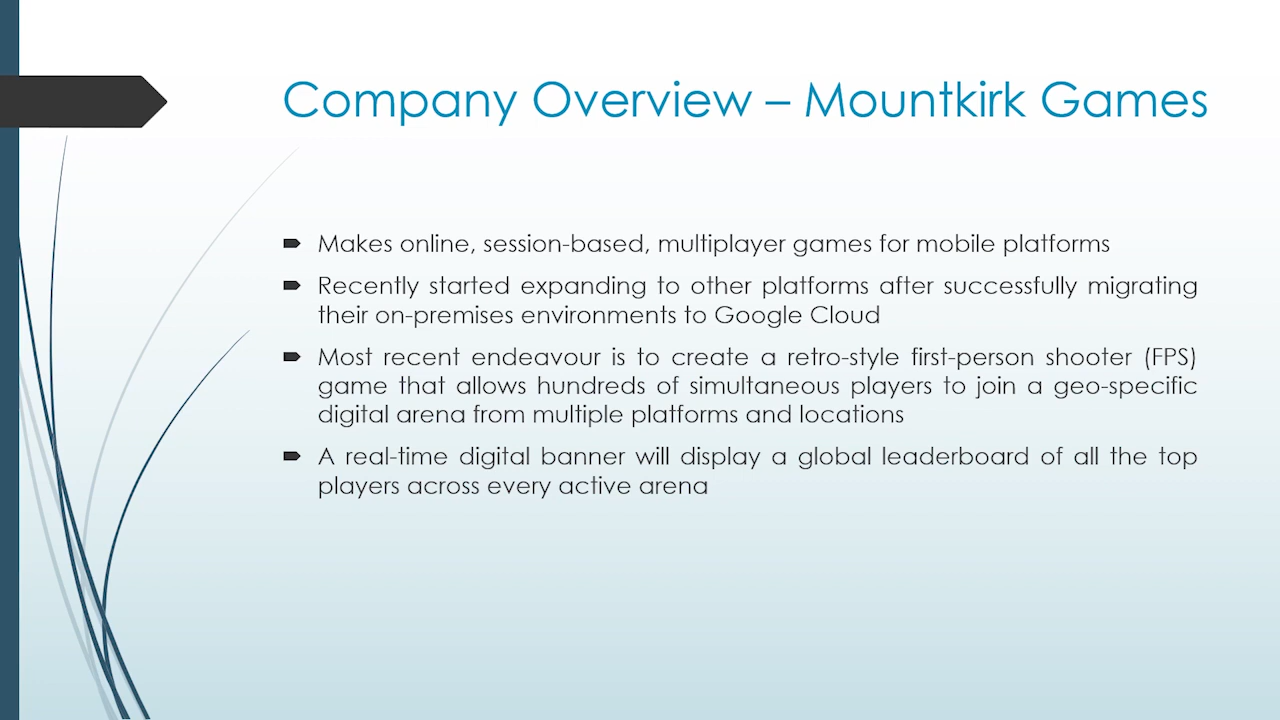 Company Overview – Mountkirk Games
Makes online, session-based, multiplayer games for mobile platforms
Recently started expanding to other platforms after successfully migrating
their on-premises environments to Google Cloud
Most recent endeavour is to create a retro-style first-person shooter (FPS)
game that allows hundreds of simultaneous players to join a geo-specific
digital arena from multiple platforms and locations
A real-time digital banner will display a global leaderboard of all the top
players across every active arena